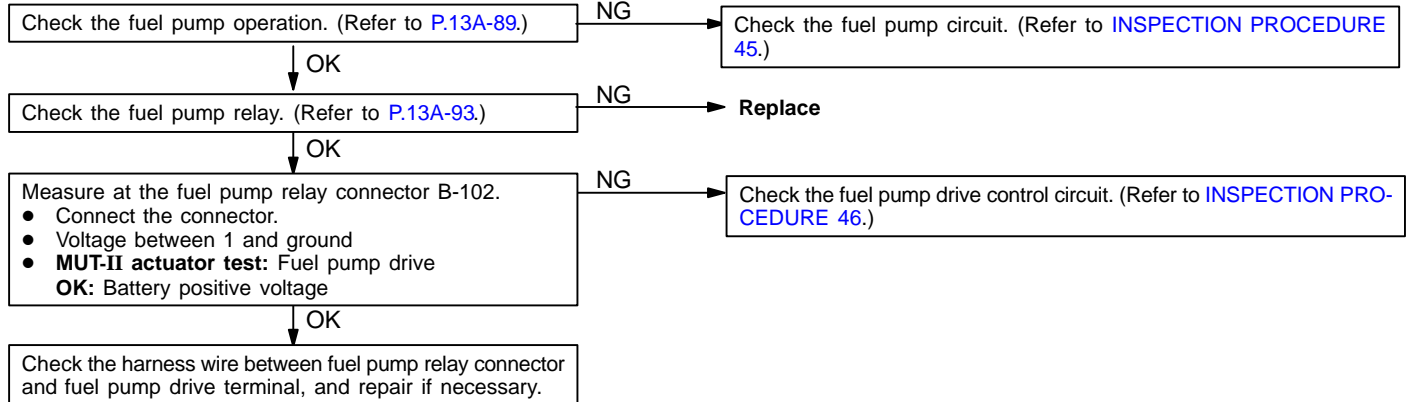 Check the fuel pump operation. (Refer to P.13A-89.)
NG
Check the fuel pump circuit. (Refer to INSPECTION PROCEDURE
45.)
OK
Check the fuel pump relay. (Refer to P.13A-93.)
NG
Replace
OK
Measure at the fuel pump relay connector B-102.
● Connect the connector.
● Voltage between 1 and ground
● MUT-II actuator test: Fuel pump drive
OK: Battery positive voltage
NG
Check the fuel pump drive control circuit. (Refer to INSPECTION PRO-
CEDURE 46.)
OK
Check the harness wire between fuel pump relay connector
and fuel pump drive terminal, and repair if necessary.